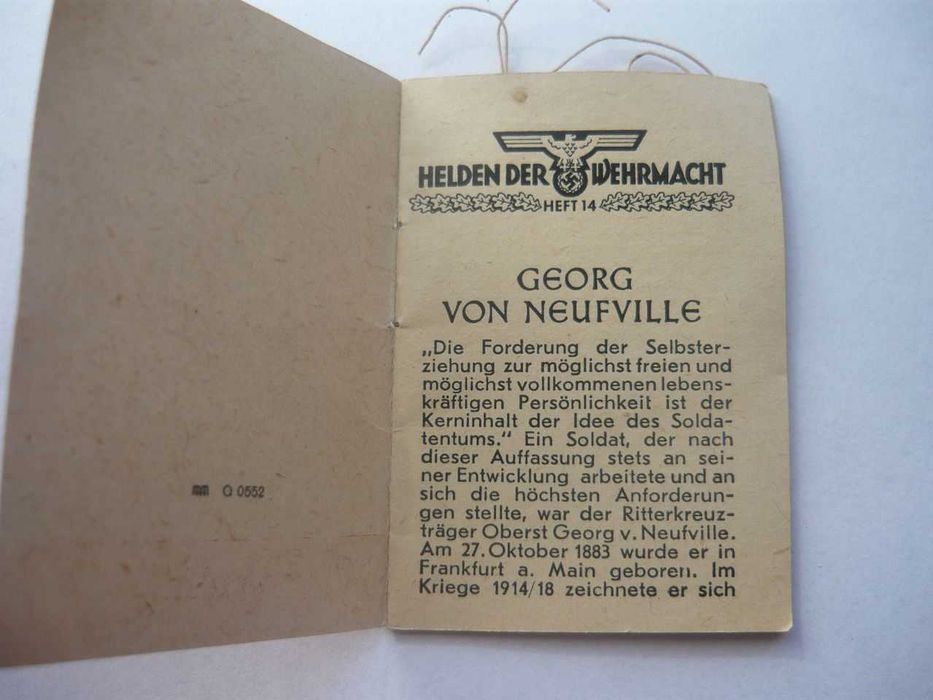 Q 0552
HELDEN DER WEHRMACHT
HEFT 14
GEORG
VON NEUFVILLE
„Die Forderung der Selbster-
ziehung zur möglichst freien und
möglichst vollkommenen lebens-
kräftigen Persönlichkeit ist der
Kerninhalt der Idee des Solda-
tentums.“ Ein Soldat, der nach
dieser Auffassung stets an sei-
ner Entwicklung arbeitete und an
sich die höchsten Anforderun-
gen stellte, war der Ritterkreuz-
träger Oberst Georg v. Neufville.
Am 27. Oktober 1883 wurde er in
Frankfurt a. Main geboren. Im
Kriege 1914/18 zeichnete er sich